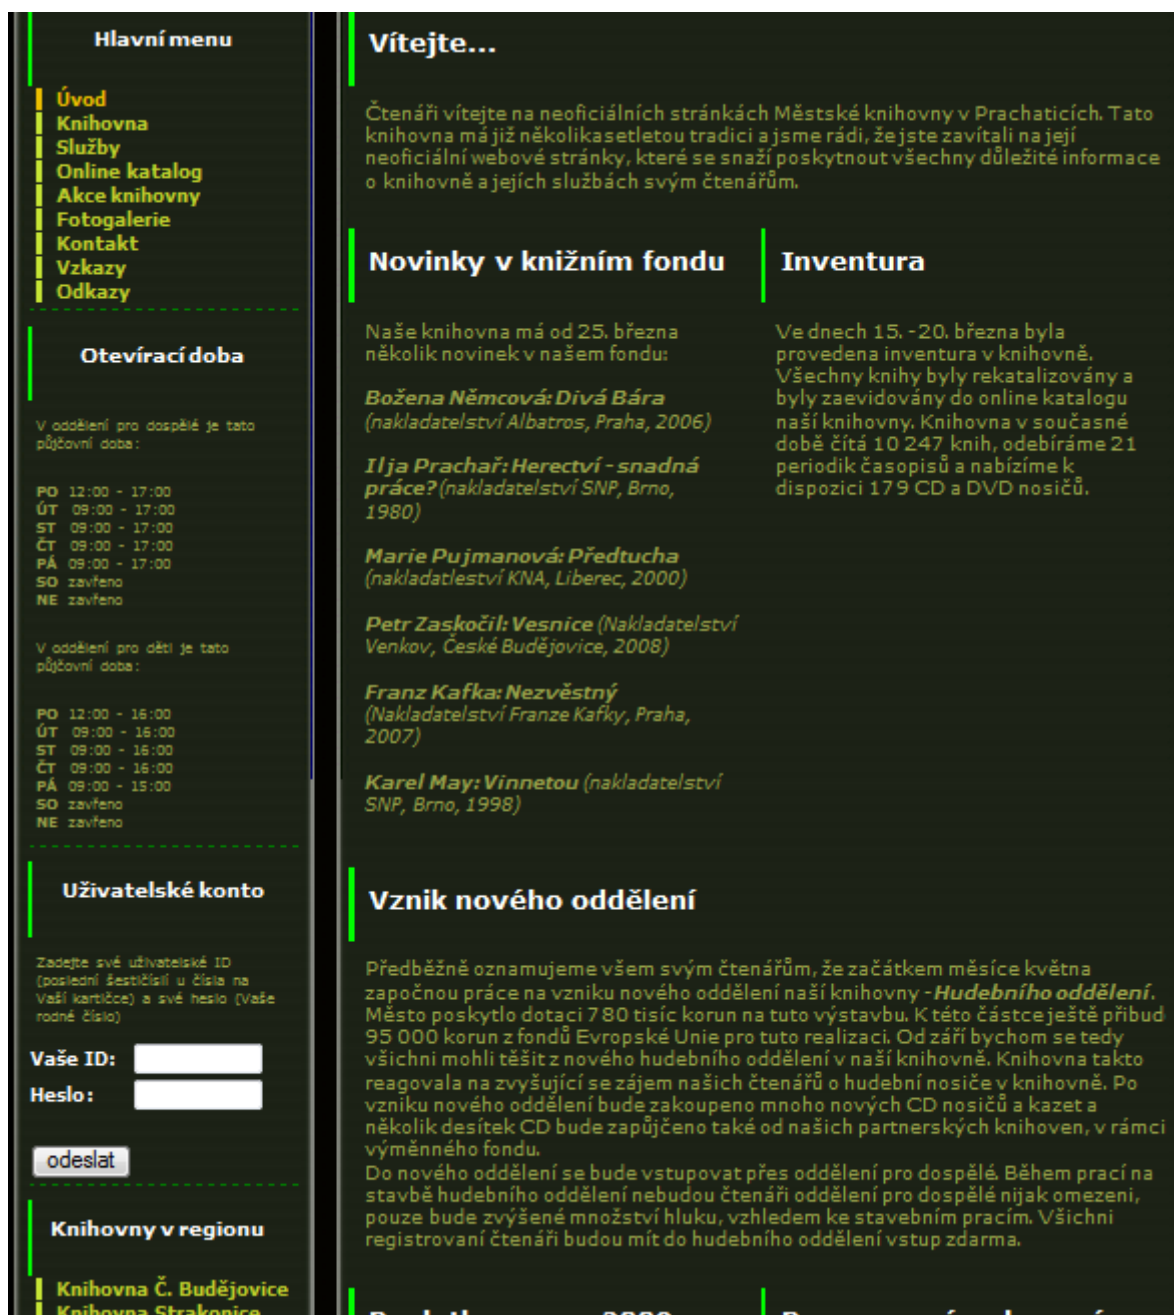 Hlavní menu
Úvod
Knihovna
Služby
Online katalog
Akce knihovny
Fotogalerie
Kontakt
Vzkazy
Odkazy
Otevírací doba
V oddělení pro dospělé je tato
půjčovní doba:
PO 12:00 - 17:00
ÚT 09:00 - 17:00
ST 09:00 - 17:00
ČT 09:00 - 17:00
PÁ 09:00 - 17:00
SO zavřeno
NE zavřeno
V oddělení pro děti je tato
půjčovní doba:
PO 12:00 - 16:00
ÚT 09:00 - 16:00
ST 09:00 - 16:00
ČT 09:00 - 16:00
PÁ 09:00 - 15:00
SO zavřeno
NE zavřeno
Uživatelské konto
Zadejte své uživatelské ID
(poslední šestičíslí u čísla na
Vaší kartičce) a své heslo (Vaše
rodné číslo)
Vaše ID:
Heslo:
odeslat
Knihovny v regionu
Knihovna Č. Budějovice
Knihovna Strakonice
Vítejte...
Čtenáři vítejte na neoficiálních stránkách Městské knihovny v Prachaticích. Tato
knihovna má již několikasetletou tradici a jsme rádi, že jste zavítali na její
neoficiální webové stránky, které se snaží poskytnout všechny důležité informace
o knihovně a jejích službách svým čtenářům.
Novinky v knižním fondu
Naše knihovna má od 25. března
několik novinek v našem fondu:
Božena Němcová: Divá Bára
(nakladatelství Albatros, Praha, 2006)
Ilja Prachař: Herectví - snadná
práce? (nakladatelství SNP, Brno,
1980)
Marie Pujmanová: Předtucha
(nakladatleství KNA, Liberec, 2000)
Petr Zaskočil: Vesnice (Nakladatelství
Venkov, České Budějovice, 2008)
Franz Kafka: Nezvěstný
(Nakladatelství Franze Kafky, Praha,
2007)
Karel May: Vinnetou (nakladatelství
SNP, Brno, 1998)
Inventura
Ve dnech 15. - 20. března byla
provedena inventura v knihovně.
Všechny knihy byly rekatalizovány a
byly zaevidovány do online katalogu
naší knihovny. Knihovna v současné
době čítá 10 247 knih, odebíráme 21
periodik časopisů a nabízíme k
dispozici 179 CD a DVD nosičů.
Vznik nového oddělení
Předběžně oznamujeme všem svým čtenářům, že začátkem měsíce května
započnou práce na vzniku nového oddělení naší knihovny - Hudebního oddělení.
Město poskytlo dotaci 780 tisíc korun na tuto výstavbu. K této částce ještě přibud
95 000 korun z fondů Evropské Unie pro tuto realizaci. Od září bychom se tedy
všichni mohli těšit z nového hudebního oddělení v naší knihovně. Knihovna takto
reagovala na zvyšující se zájem našich čtenářů o hudební nosiče v knihovně. Po
vzniku nového oddělení bude zakoupeno mnoho nových CD nosičů a kazet a
několik desítek CD bude zapůjčeno také od našich partnerských knihoven, v rámci
výměnného fondu.
Do nového oddělení se bude vstupovat přes oddělení pro dospělé. Během prací na
stavbě hudebního oddělení nebudou čtenáři oddělení pro dospělé nijak omezeni,
pouze bude zvýšené množství hluku, vzhledem ke stavebním pracím. Všichni
registrovaní čtenáři budou mít do hudebního oddělení vstup zdarma.